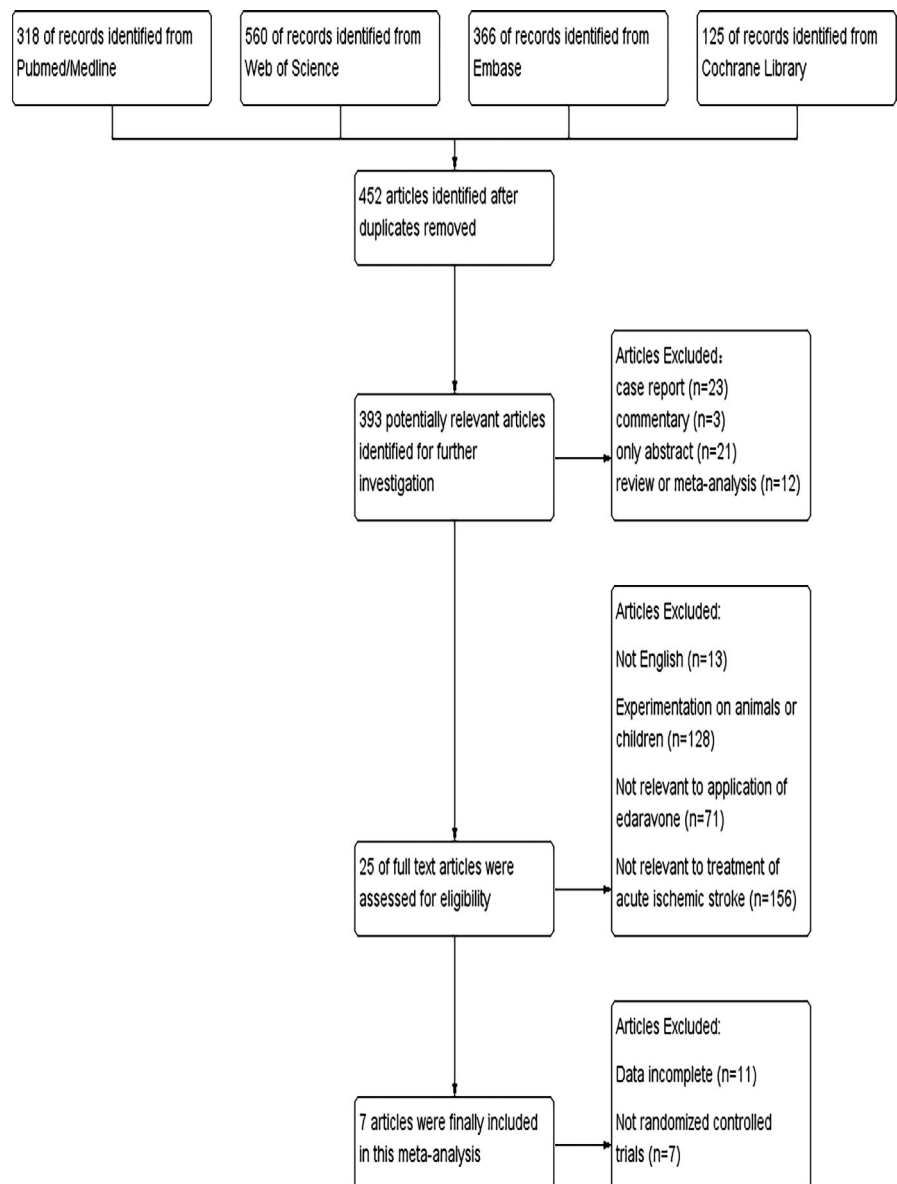 318 of records identified from
Pubmed/Medline
560 of records identified from
Web of Science
366 of records identified from
Embase
125 of records identified from
Cochrane Library
452 articles identified after
duplicates removed
Articles Excluded:
case report (n=23)
commentary (n=3)
only abstract (n=21)
review or meta-analysis (n=12)
393 potentially relevant articles
identified for further
investigation
Articles Excluded:
Not English (n=13)
Experimentation on animals or
children (n=128)
Not relevant to application of
edaravone (n=71)
Not relevant to treatment of
acute ischemic stroke (n=156)
25 of full text articles were
assessed for eligibility
Articles Excluded:
Data incomplete (n=11)
Not randomized controlled
trials (n=7)
7 articles were finally included
in this meta-analysis